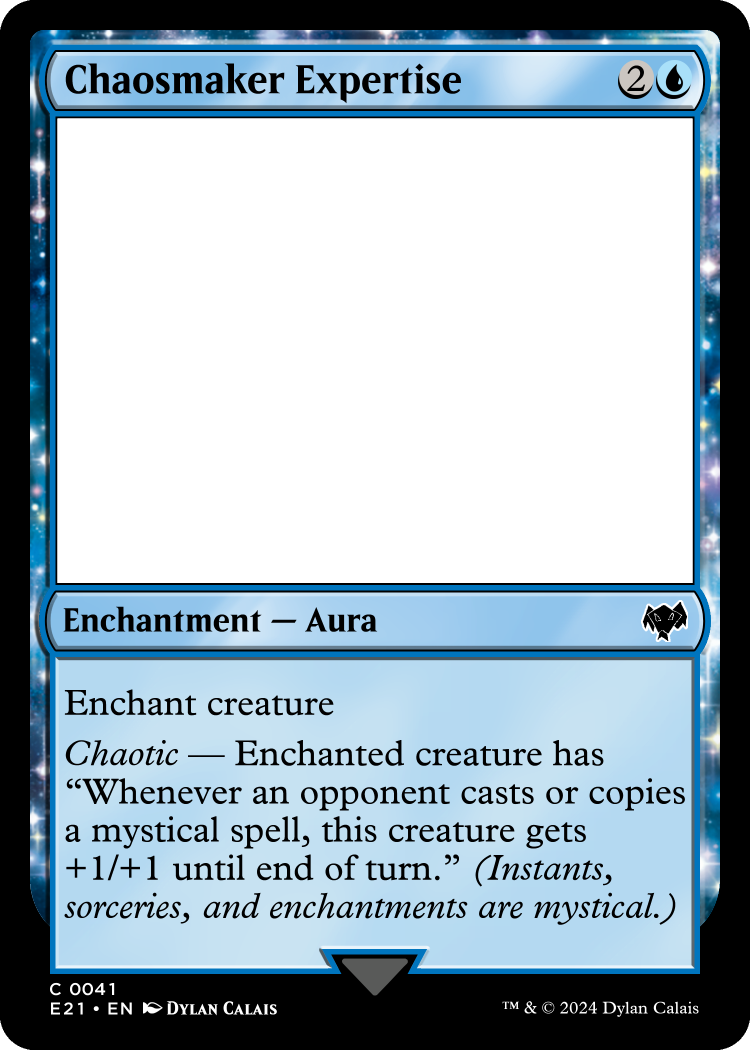 Chaosmaker Expertise 2
Enchantment — Aura
Enchant creature
Chaotic — Enchanted creature has
“Whenever an opponent casts or copies
a mystical spell, this creature gets
+1/+1 until end of turn.” (Instants,
sorceries, and enchantments are mystical.)
C 0041
E21 • EN Dylan Calais
™ & © 2024 Dylan Calais